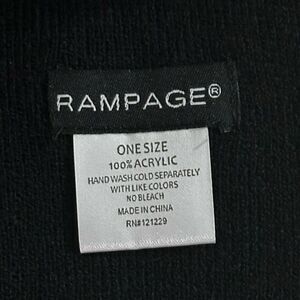 RAMPAGE®
ONE SIZE
100% ACRYLIC
HAND WASH COLD SEPARATELY
WITH LIKE COLORS
NO BLEACH
MADE IN CHINA
RN#121229